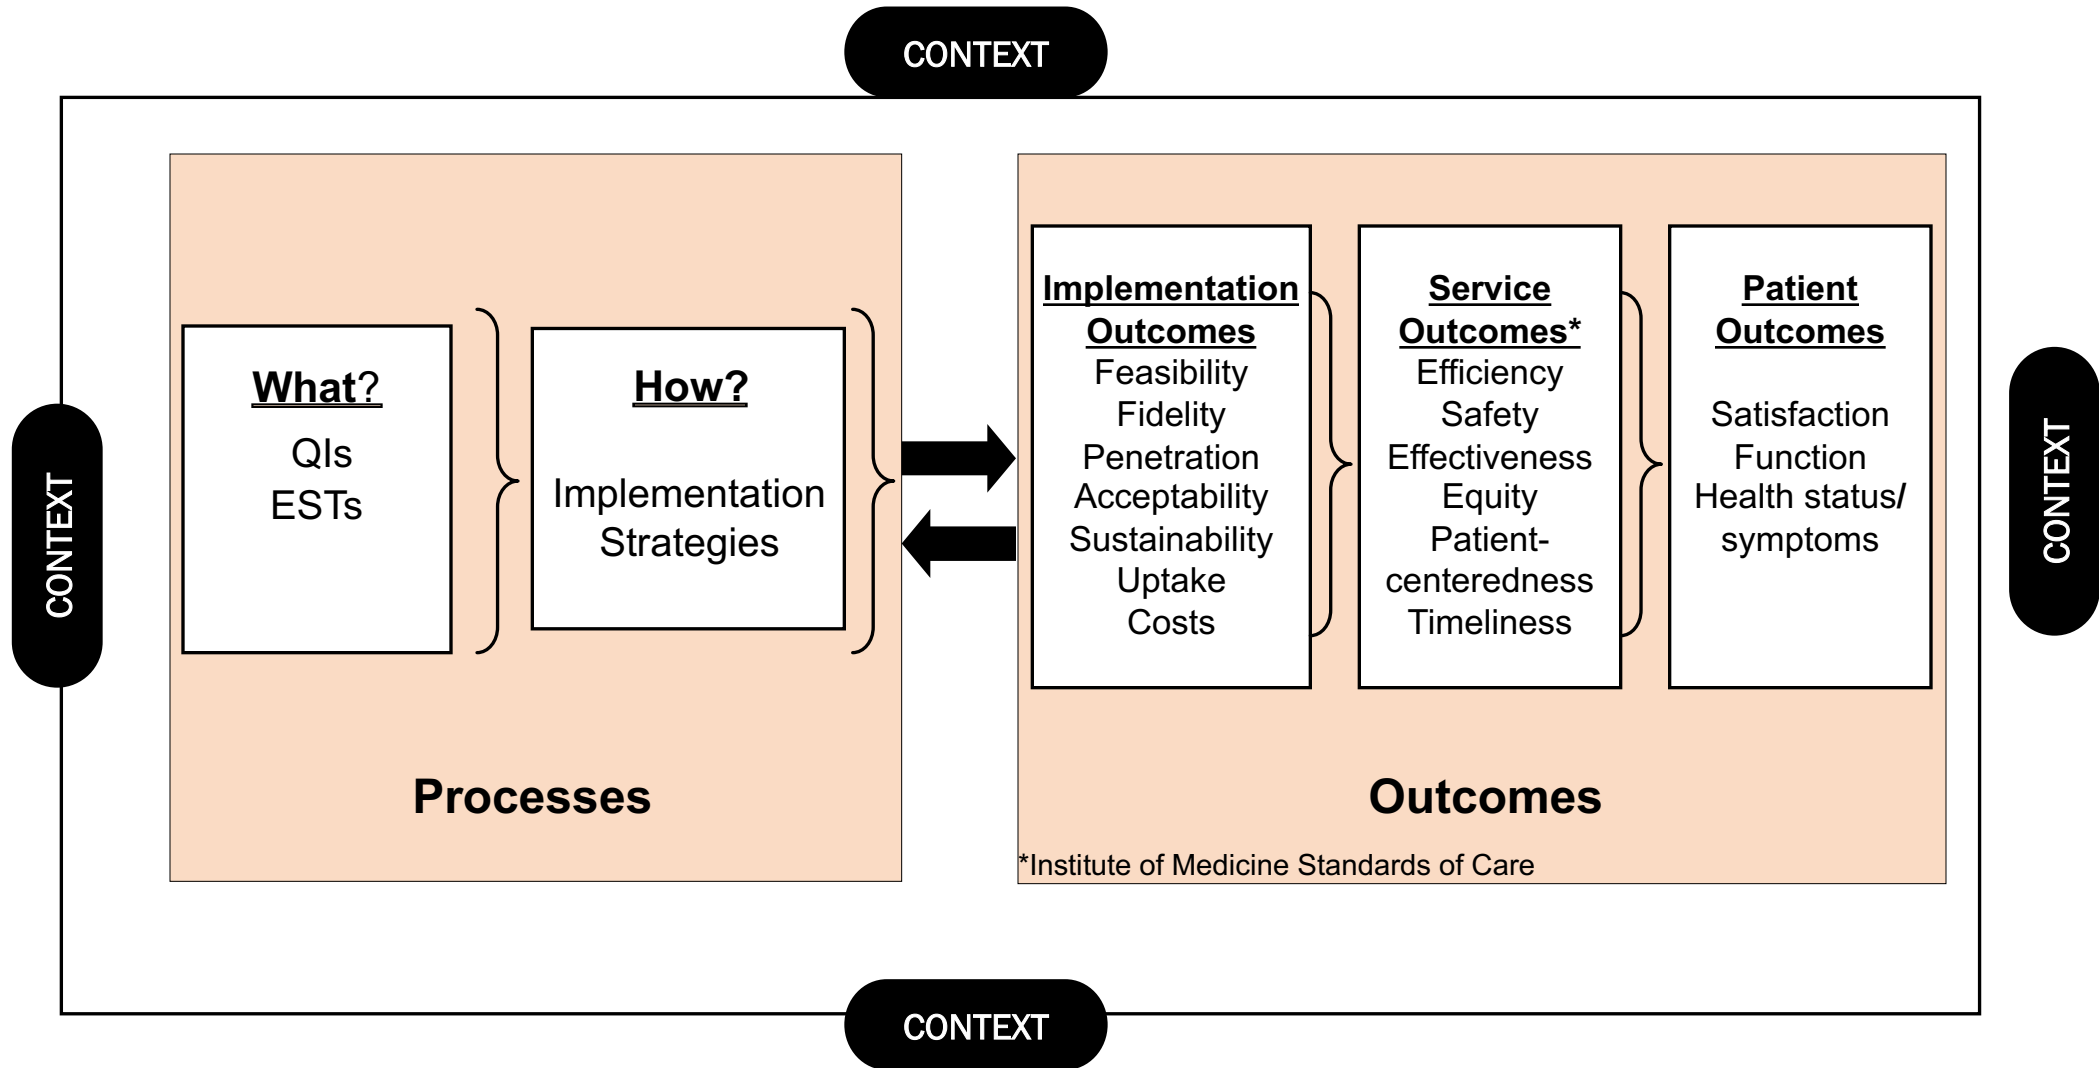 CONTEXT
CONTEXT
What?
QIs
ESTs
How?
Implementation
Strategies
Processes
Implementation
Outcomes
Feasibility
Fidelity
Penetration
Acceptability
Sustainability
Uptake
Costs
Service
Outcomes*
Efficiency
Safety
Effectiveness
Equity
Patient-
centeredness
Timeliness
Patient
Outcomes
Satisfaction
Function
Health status/
symptoms
Outcomes
*Institute of Medicine Standards of Care
CONTEXT
CONTEXT